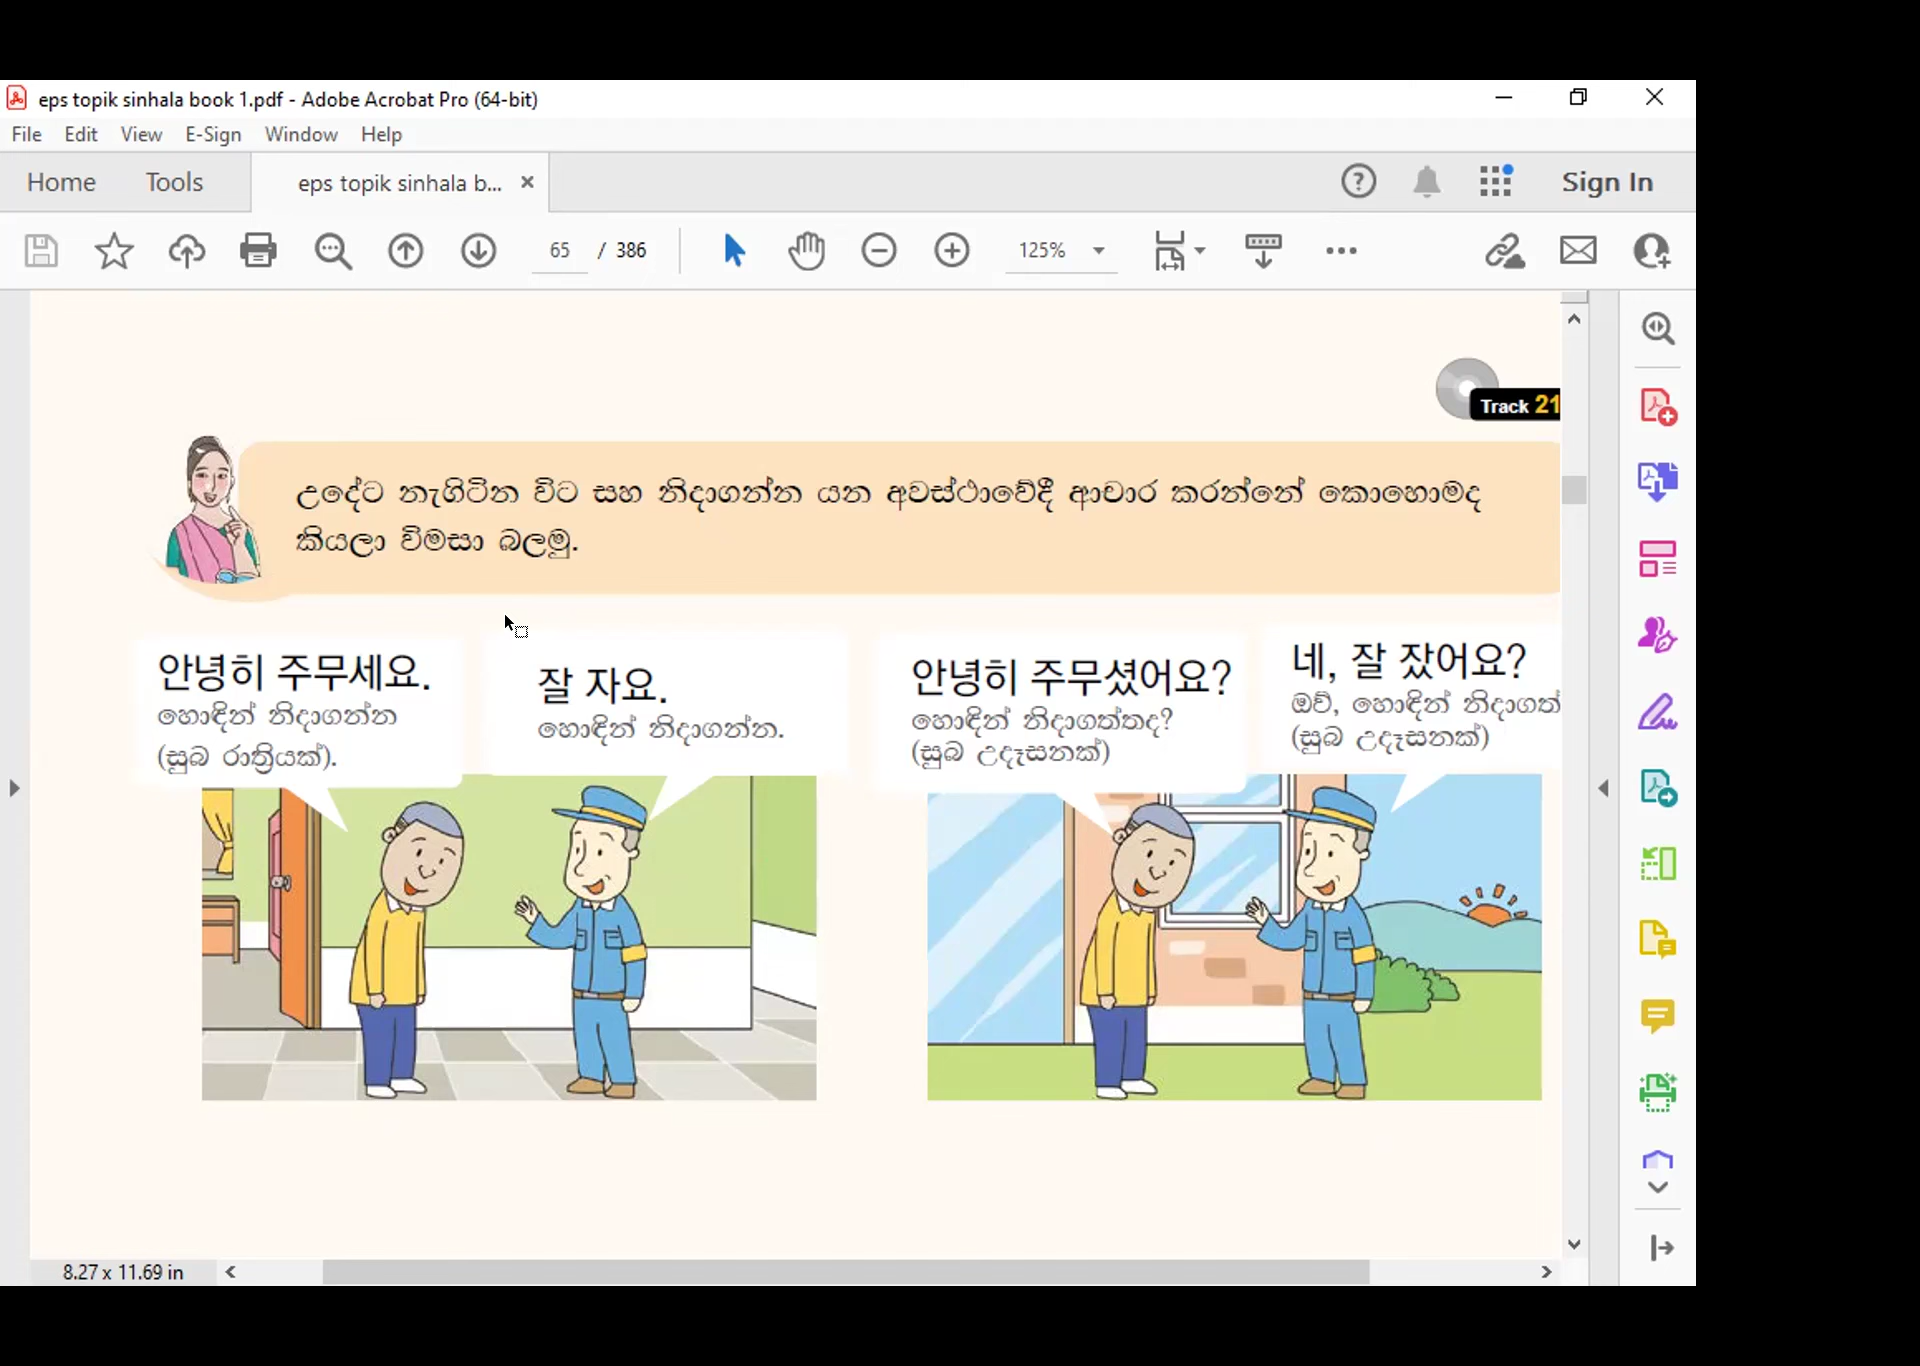 eps topik sinhala book 1.pdf - Adobe Acrobat Pro (64-bit)
File Edit View E-Sign Window Help
Home Tools eps topik sinhala b... Sign In
65 / 386 125%
Track 21
උදේට නැගිටින විට සහ නිදාගන්න යන අවස්ථාවේදී ආචාර කරන්නේ කොහොමද
කියලා විමසා බලමු.
안녕히 주무세요.
හොඳින් නිදාගන්න
(සුබ රාත්‍රියක්).
잘 자요.
හොඳින් නිදාගන්න.
안녕히 주무셨어요?
හොඳින් නිදාගත්තද?
(සුබ උදෑසනක්)
네, 잘 잤어요?
ඔව්, හොඳින් නිදාගත්
(සුබ උදෑසනක්)
8.27 x 11.69 in